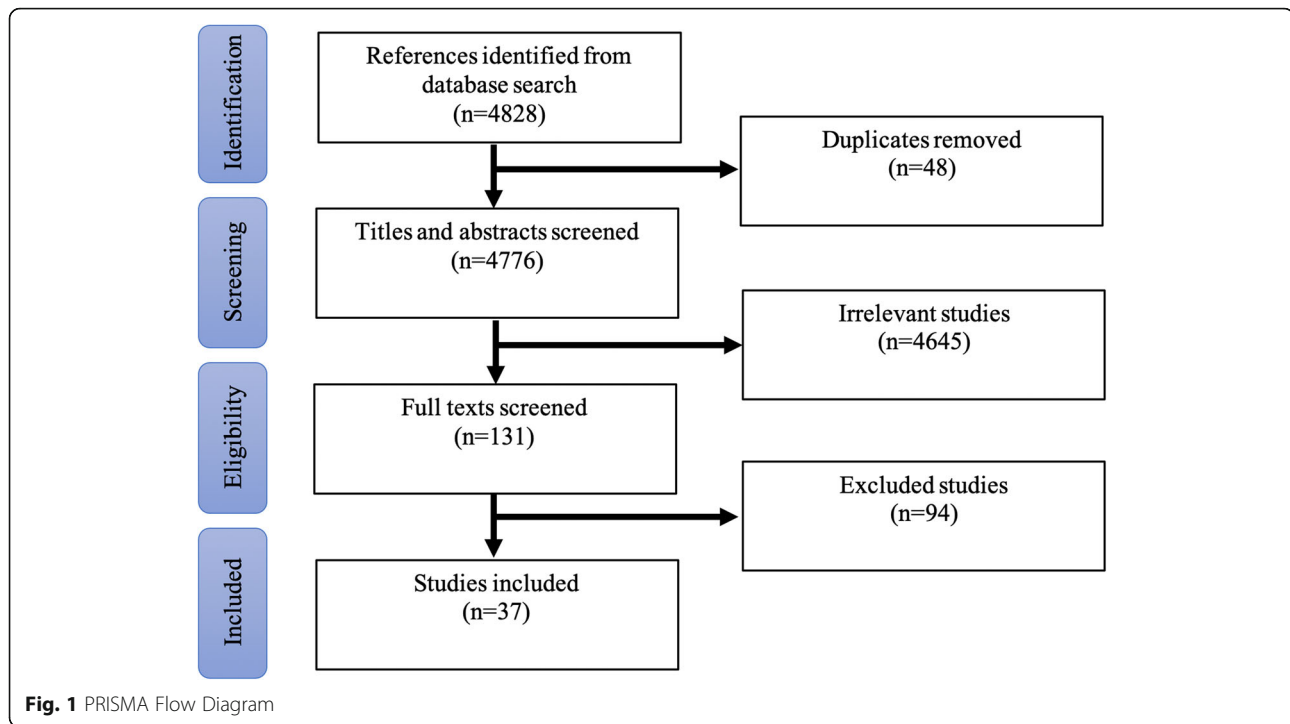 Identification
References identified from
database search
(n=4828)
Duplicates removed
(n=48)
Screening
Titles and abstracts screened
(n=4776)
Irrelevant studies
(n=4645)
Eligibility
Full texts screened
(n=131)
Excluded studies
(n=94)
Included
Studies included
(n=37)
Fig. 1 PRISMA Flow Diagram